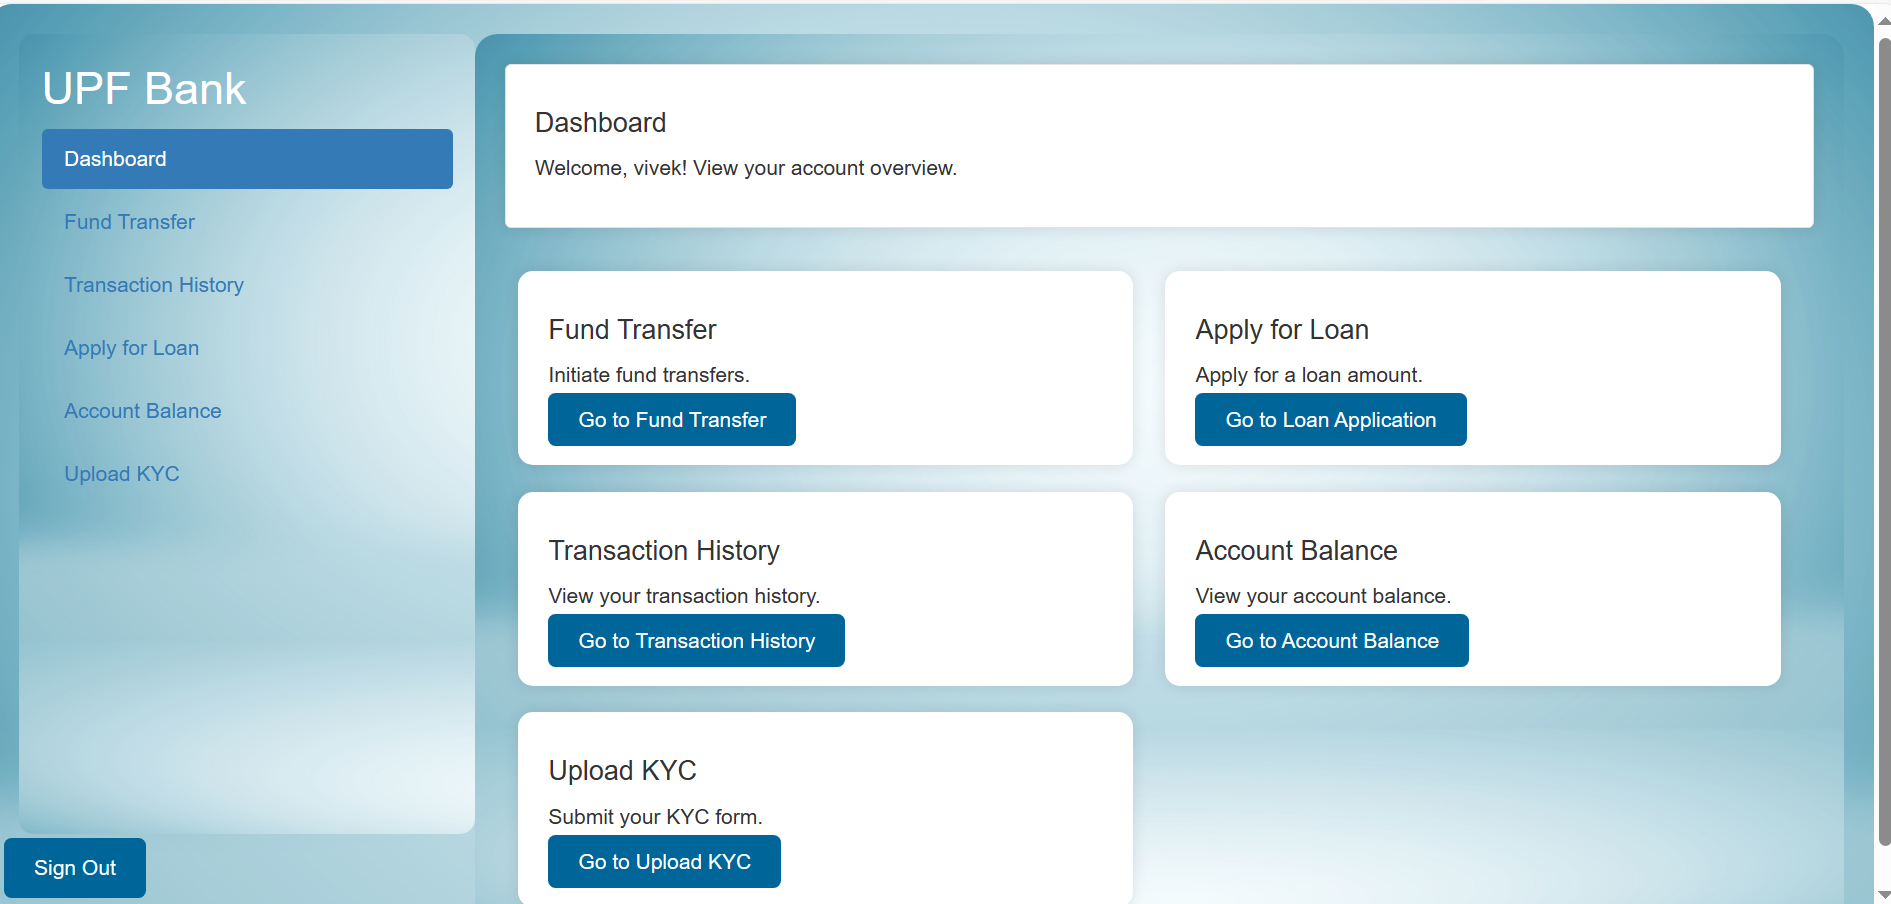 UPF Bank
Dashboard
Fund Transfer
Transaction History
Apply for Loan
Account Balance
Upload KYC
Sign Out
Dashboard
Welcome, vivek! View your account overview.
Fund Transfer
Initiate fund transfers.
Go to Fund Transfer
Apply for Loan
Apply for a loan amount.
Go to Loan Application
Transaction History
View your transaction history.
Go to Transaction History
Account Balance
View your account balance.
Go to Account Balance
Upload KYC
Submit your KYC form.
Go to Upload KYC